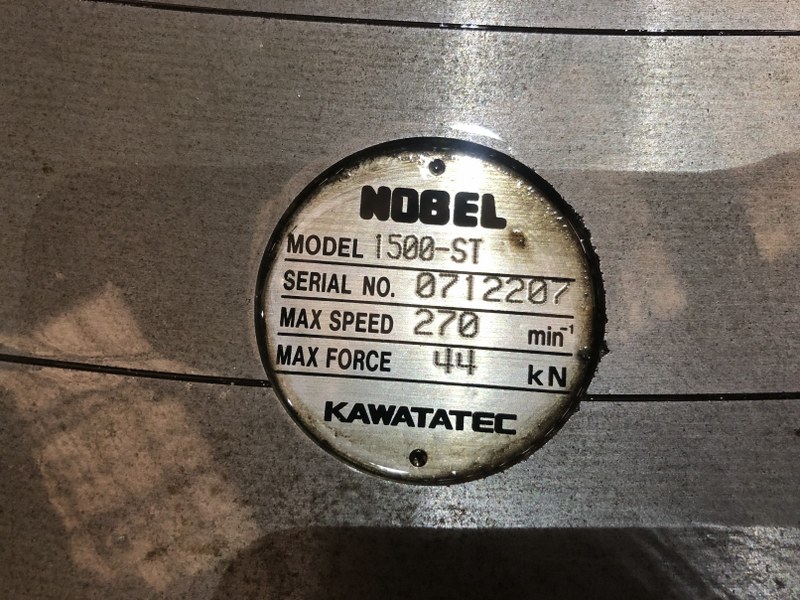 NOBEL
MODEL 1500-ST
SERIAL NO. 0712207
MAX SPEED 270 min⁻¹
MAX FORCE 44 kN
KAWATATEC